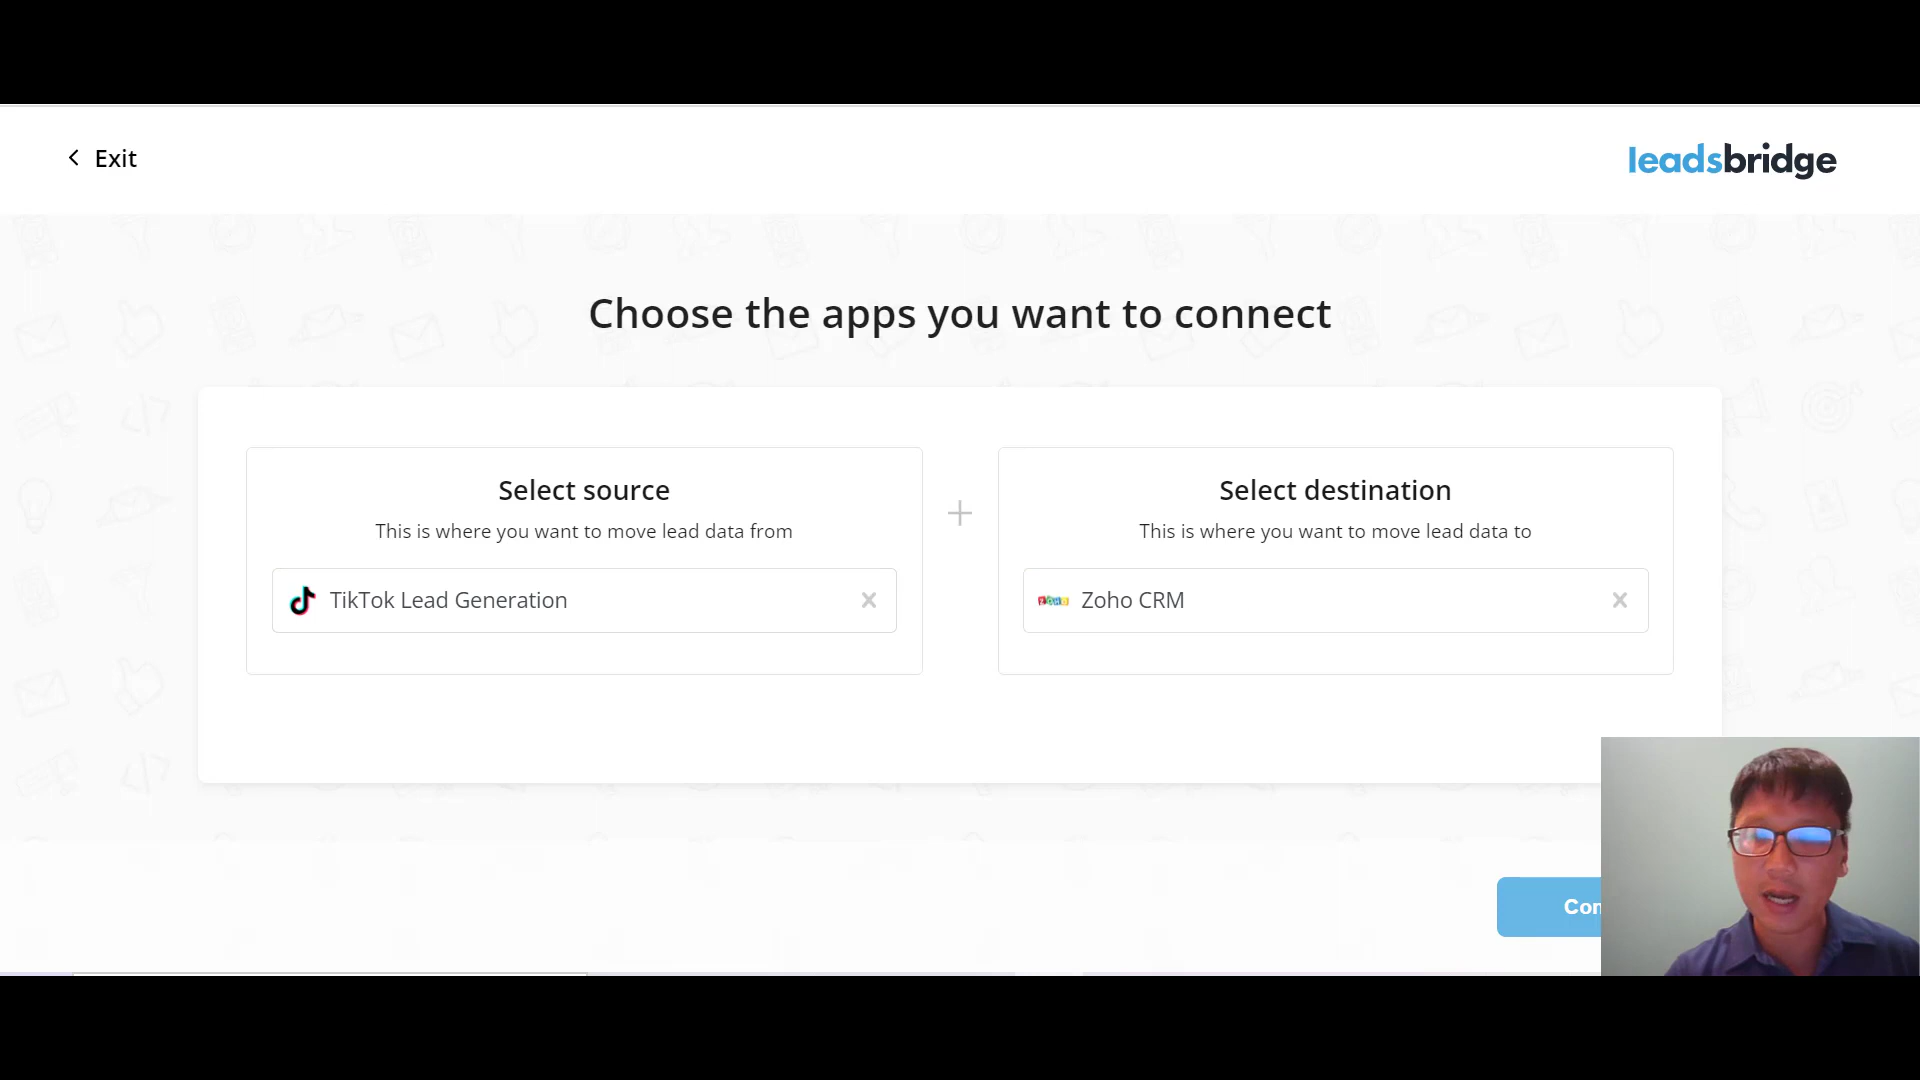 Exit
leadsbridge
Choose the apps you want to connect
Select source
This is where you want to move lead data from
TikTok Lead Generation
Select destination
This is where you want to move lead data to
ZOHO Zoho CRM
Con